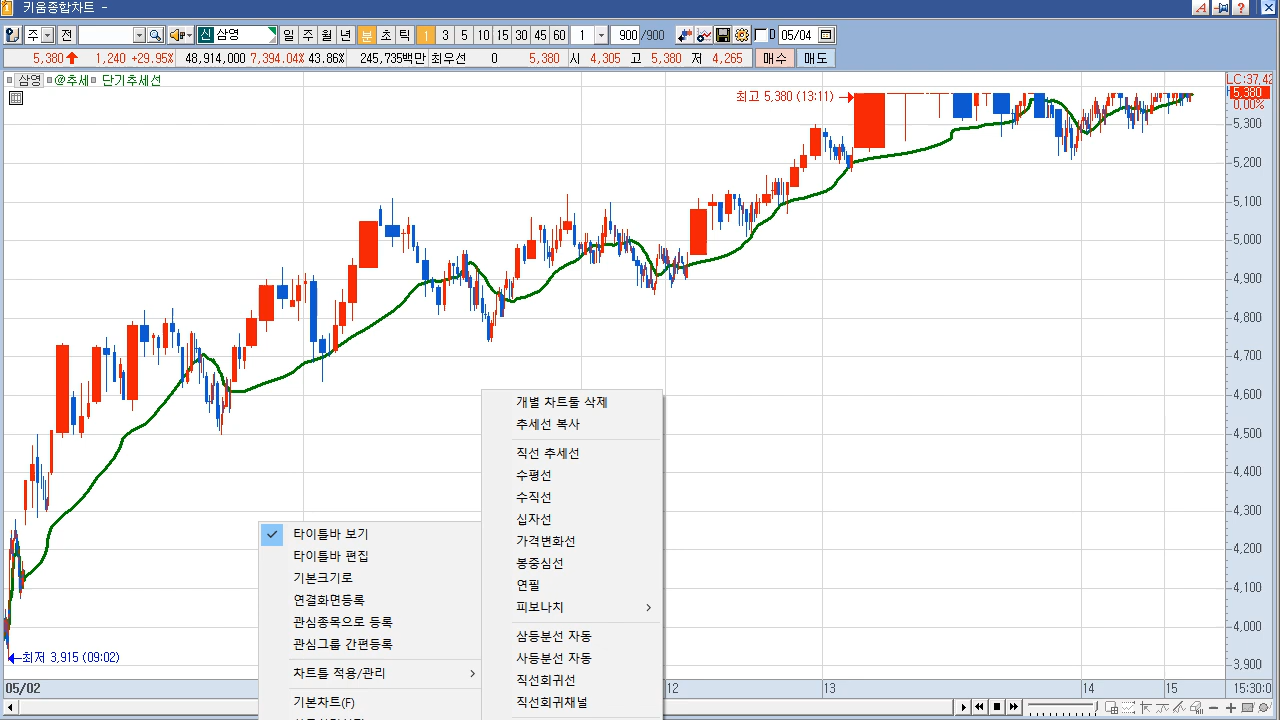 키움종합차트 -
주 전 신 삼영 일 주 월 년 분 초 틱 1 3 5 10 15 30 45 60 1 900 /900 D 05/04
5,380 1,240 +29.95% 46,914,000 7,394.04% 43.86% 245,735백만 최우선 0 5,380 시 4,305 고 5,380 저 4,265 매수 매도
삼영 @추세 단기추세선
LC:37.42
5,380
0.00%
최고 5,380 (13:11)
5,300
5,200
5,100
5,000
4,900
4,800
4,700
4,600
4,500
4,400
4,300
4,200
4,100
4,000
3,900
최저 3,915 (09:02)
개별 차트툴 삭제
추세선 복사
직선 추세선
수평선
수직선
십자선
가격변화선
봉중심선
연필
피보나치
삼등분선 자동
사등분선 자동
직선회귀선
직선회귀채널
타이틀바 보기
타이틀바 편집
기본크기로
연결화면등록
관심종목으로 등록
관심그룹 간편등록
차트툴 적용/관리
기본차트(F)
05/02 12 13 14 15 15:30:0